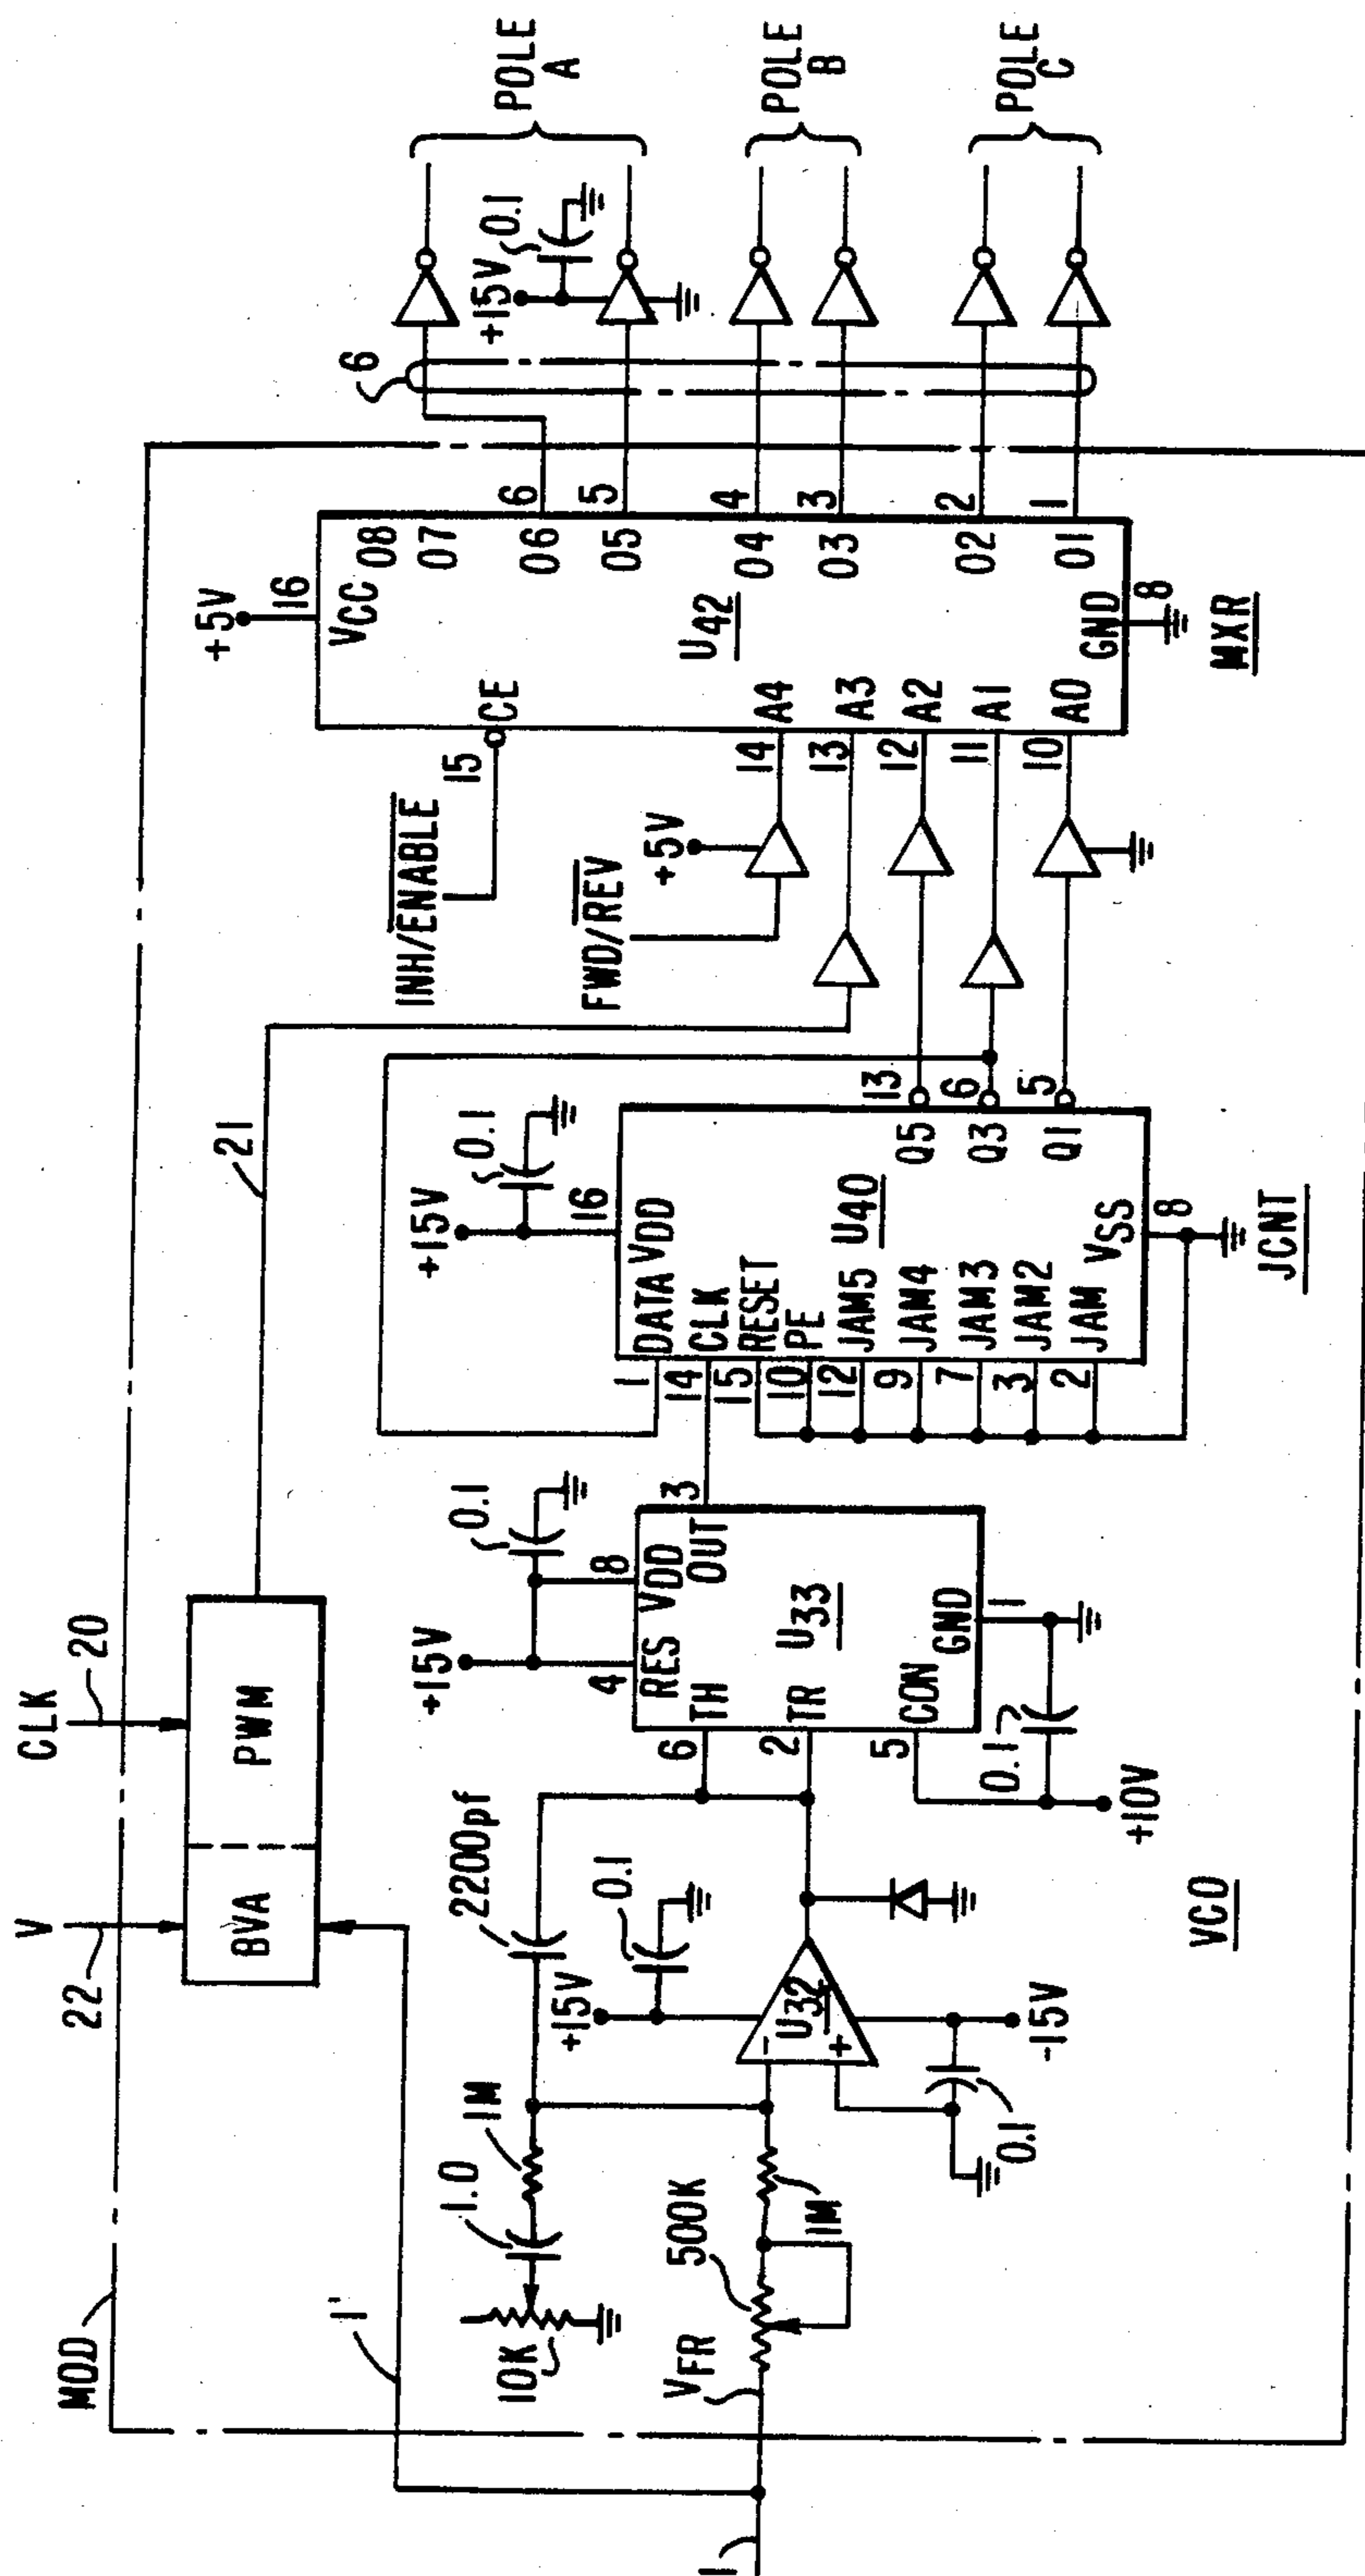 MOD
V
22
CLK
20
BVA
PWM
21
1'
1
VFR
500K
1M
10K
1.0
1M
2200pf
+15V
0.1
U32
-
+
-15V
0.1
VCO
+15V
0.1
4
8
RES
VDD
6
TH
OUT
3
2
TR
U33
5
CON
GND
1
0.1
+10V
+15V
0.1
16
1
DATA
VDD
14
CLK
15
RESET
10
PE
12
JAM5
9
JAM4
7
JAM3
3
JAM2
2
JAM
U40
Q5
13
Q3
6
Q1
5
VSS
8
JCNT
INH/ENABLE
FWD/REV
+5V
+5V
16
VCC
15
CE
14
A4
13
A3
12
A2
11
A1
10
A0
U42
08
07
06
6
05
5
04
4
03
3
02
2
01
1
GND
8
MXR
6
+15V
0.1
POLE
A
POLE
B
POLE
C